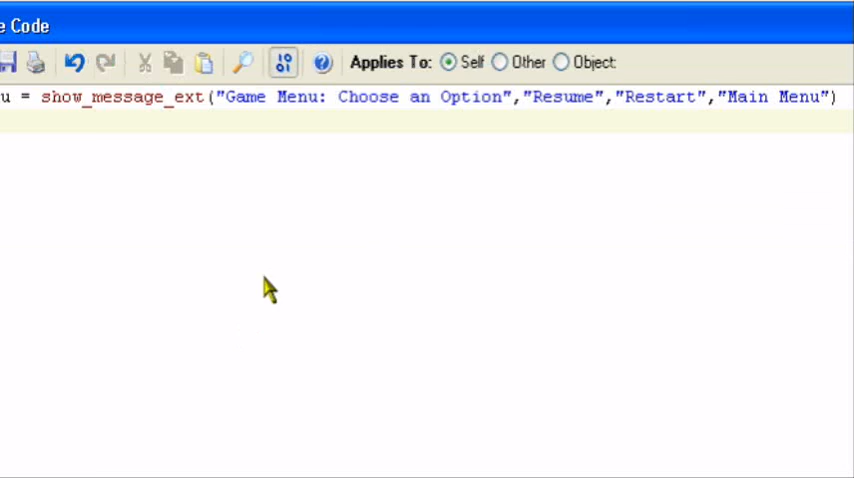 e Code
Applies To: Self Other Object:
u = show_message_ext("Game Menu: Choose an Option","Resume","Restart","Main Menu")